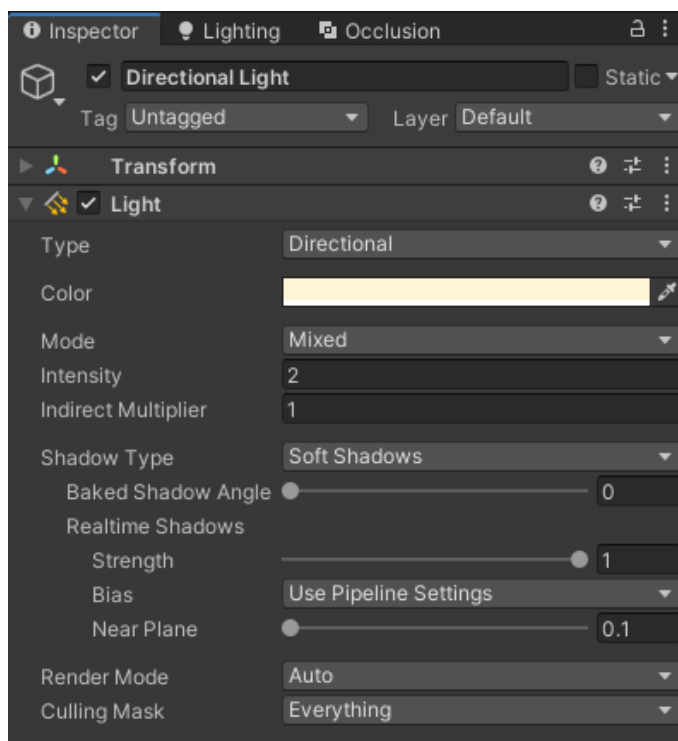 Inspector Lighting Occlusion
Directional Light Static
Tag Untagged Layer Default
Transform
Light
Type Directional
Color
Mode Mixed
Intensity 2
Indirect Multiplier 1
Shadow Type Soft Shadows
Baked Shadow Angle 0
Realtime Shadows
Strength 1
Bias Use Pipeline Settings
Near Plane 0.1
Render Mode Auto
Culling Mask Everything